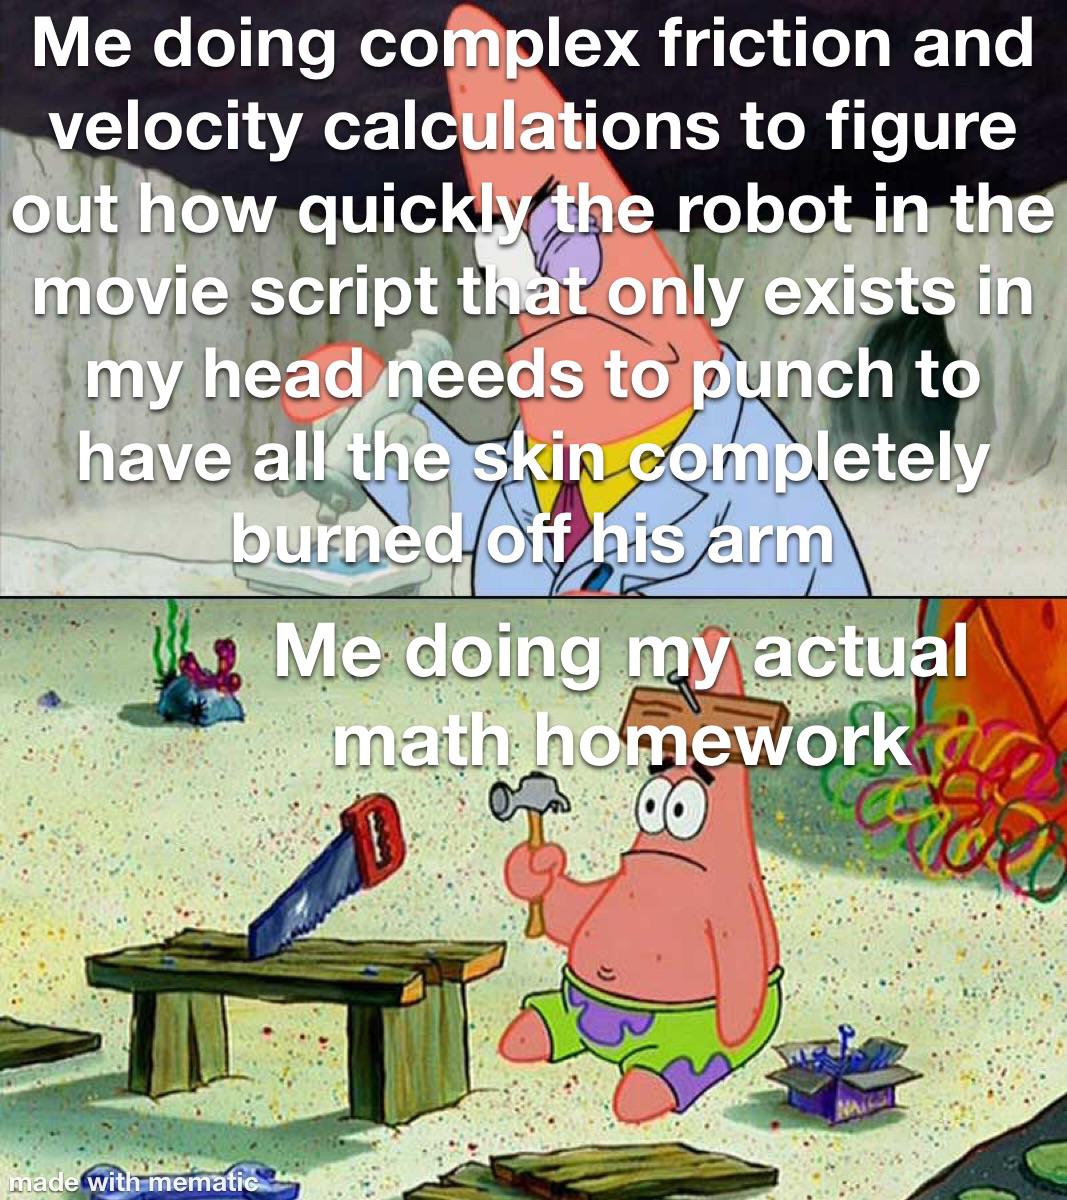 Me doing complex friction and
velocity calculations to figure
out how quickly the robot in the
movie script that only exists in
my head needs to punch to
have all the skin completely
burned off his arm
Me doing my actual
math homework
NAILS
made with mematic